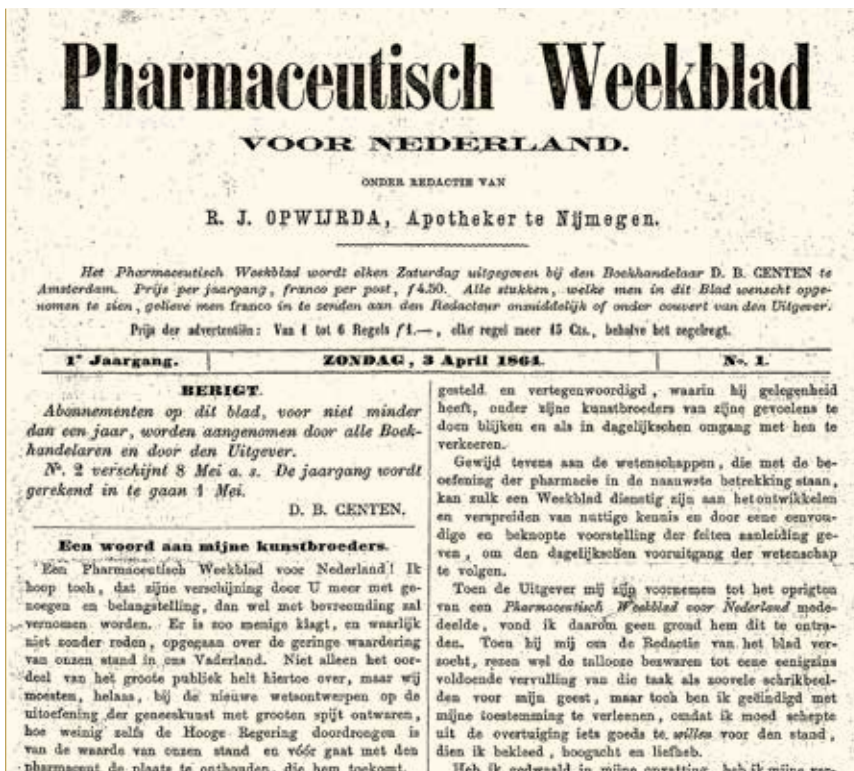 Pharmaceutisch Weekblad
VOOR NEDERLAND.
ONDER REDACTIE VAN
R. J. OPWIJRDA, Apotheker te Nijmegen.
Het Pharmaceutisch Weekblad wordt elken Zaturdag uitgegeven bij den Boekhandelaar D. B. CENTEN te
Amsterdam. Prijs per jaargang, franco per post, ƒ4.50. Alle stukken, welke men in dit Blad wenscht opge-
nomen te zien, gelieve men franco in te zenden aan den Redacteur onmiddelijk of onder couvert van den Uitgever.
Prijs der advertentiën: Van 1 tot 6 Regels ƒ1.—, elke regel meer 15 Cts., behalve het zegelregt.
1e Jaargang.
ZONDAG, 3 April 1864.
No. 1.
BERIGT.
Abonnementen op dit blad, voor niet minder
dan een jaar, worden aangenomen door alle Boek-
handelaren en door den Uitgever.
No. 2 verschijnt 8 Mei a. s. De jaargang wordt
gerekend in te gaan 1 Mei.
D. B. CENTEN.
Een woord aan mijne kunstbroeders.
Een Pharmaceutisch Weekblad voor Nederland! Ik
hoop toch, dat zijne verschijning door U meer met ge-
noegen en belangstelling, dan wel met bevreemding zal
vernomen worden. Er is zoo menige klagt, en waarlijk
niet zonder reden, opgegaan over de geringe waardering
van onzen stand in ons Vaderland. Niet alleen het oor-
deel van het groote publiek helt hiertoe over, maar wij
moesten, helaas, bij de nieuwe wetsontwerpen op de
uitoefening der geneeskunst met grooten spijt ontwaren,
hoe weinig zelfs de Hooge Regering doordrongen is
van de waarde van onzen stand en vóór gaat met den
pharmaceut de plaats te onthouden, die hem toekomt.
gesteld en vertegenwoordigd, waarin hij gelegenheid
heeft, onder zijne kunstbroeders van zijne gevoelens te
doen blijken en als in dagelijkschen omgang met hen te
verkeeren.
Gewijd tevens aan de wetenschappen, die met de be-
oefening der pharmacie in de naauwste betrekking staan,
kan zulk een Weekblad dienstig zijn aan het ontwikkelen
en verspreiden van nuttige kennis en door eene eenvou-
dige en beknopte voorstelling der feiten aanleiding ge-
ven, om den dagelijkschen vooruitgang der wetenschap
te volgen.
Toen de Uitgever mij zijn voornemen tot het oprigten
van een Pharmaceutisch Weekblad voor Nederland mede-
deelde, vond ik daarom geen grond hem dit te ontra-
den. Toen hij mij om de Redactie van het blad ver-
zocht, rezen wel de tallooze bezwaren tot eene eenigzins
voldoende vervulling van die taak als zoovele schrikbeel-
den voor mijn geest, maar toch ben ik geëindigd met
mijne toestemming te verleenen, omdat ik moed schepte
uit de overtuiging iets goeds te willen voor den stand,
dien ik bekleed, hoogacht en liefheb.
Heb ik gedwaald in mijne opvatting, heb ik mijne